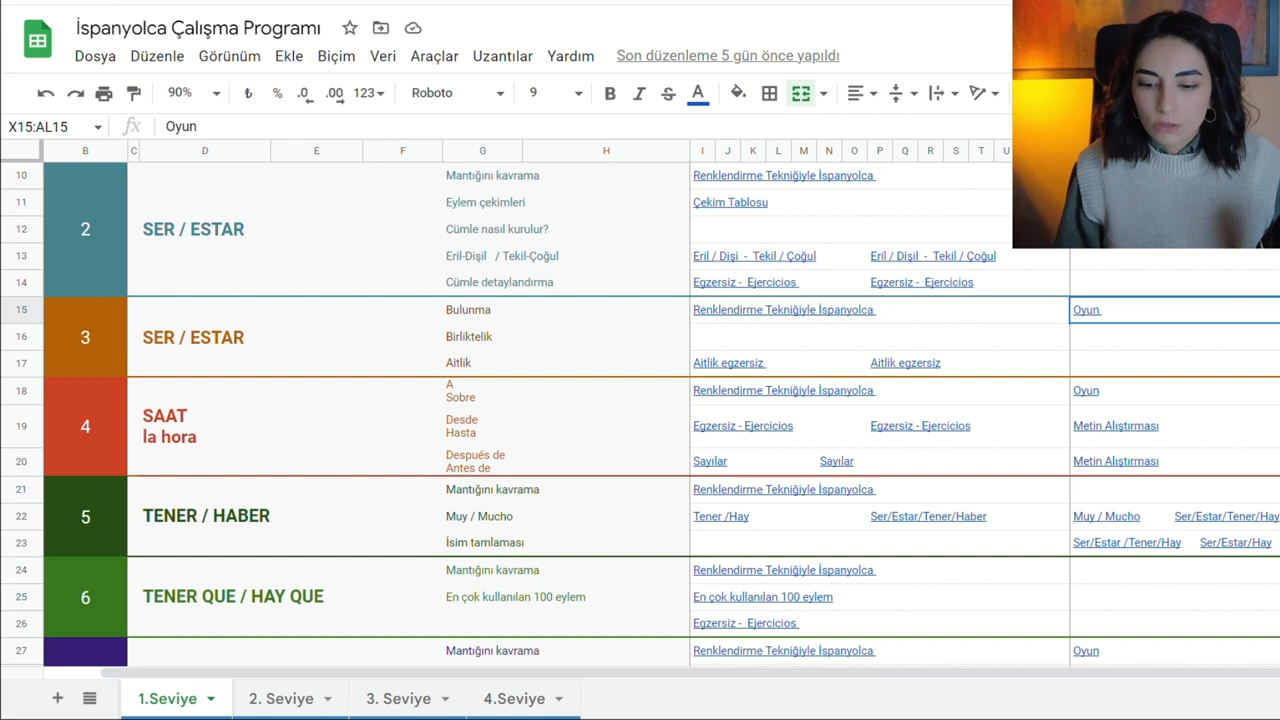 İspanyolca Çalışma Programı
Dosya Düzenle Görünüm Ekle Biçim Veri Araçlar Uzantılar Yardım Son düzenleme 5 gün önce yapıldı
90% ₺ % .0 .00 123 Roboto 9 B I S A
X15:AL15 fx Oyun
B C D E F G H I J K L M N O P Q R S T U
10 Mantığını kavrama Renklendirme Tekniğiyle İspanyolca
11 Eylem çekimleri Çekim Tablosu
12 2 SER / ESTAR Cümle nasıl kurulur?
13 Eril-Dişil / Tekil-Çoğul Eril / Dişi - Tekil / Çoğul Eril / Dişil - Tekil / Çoğul
14 Cümle detaylandırma Egzersiz - Ejercicios Egzersiz - Ejercicios
15 Bulunma Renklendirme Tekniğiyle İspanyolca Oyun
16 3 SER / ESTAR Birliktelik
17 Aitlik Aitlik egzersiz Aitlik egzersiz
18 A Renklendirme Tekniğiyle İspanyolca Oyun
Sobre
19 4 SAAT Desde Egzersiz - Ejercicios Egzersiz - Ejercicios Metin Alıştırması
la hora Hasta
20 Después de Sayılar Sayılar Metin Alıştırması
Antes de
21 Mantığını kavrama Renklendirme Tekniğiyle İspanyolca
22 5 TENER / HABER Muy / Mucho Tener /Hay Ser/Estar/Tener/Haber Muy / Mucho Ser/Estar/Tener/Hay
23 İsim tamlaması Ser/Estar /Tener/Hay Ser/Estar/Hay
24 Mantığını kavrama Renklendirme Tekniğiyle İspanyolca
25 6 TENER QUE / HAY QUE En çok kullanılan 100 eylem En çok kullanılan 100 eylem
26 Egzersiz - Ejercicios
27 Mantığını kavrama Renklendirme Tekniğiyle İspanyolca Oyun
+ 1.Seviye 2. Seviye 3. Seviye 4.Seviye